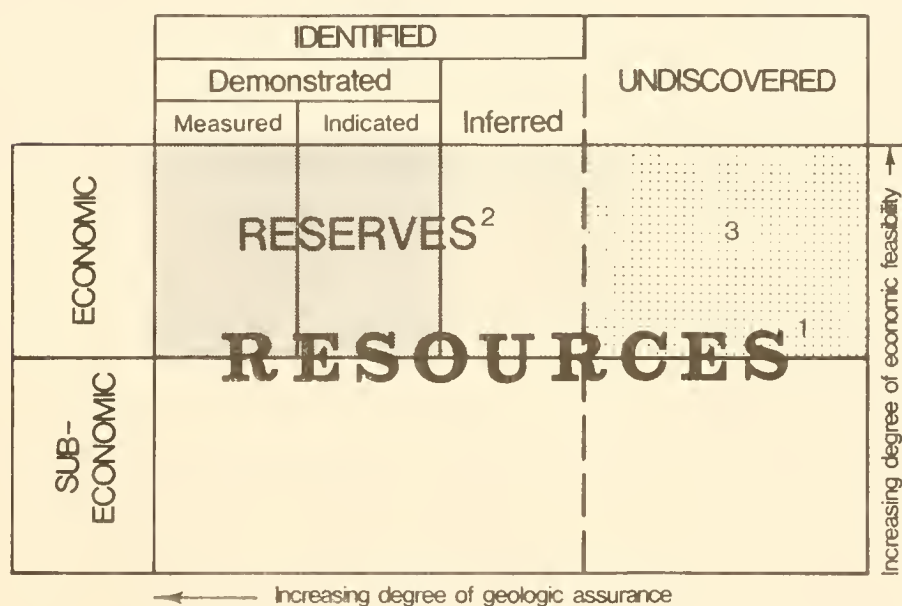 IDENTIFIED
Demonstrated
UNDISCOVERED
Measured
Indicated
Inferred
ECONOMIC
RESERVES²
3
RESOURCES¹
SUB-
ECONOMIC
Increasing degree of economic feasibility
Increasing degree of geologic assurance